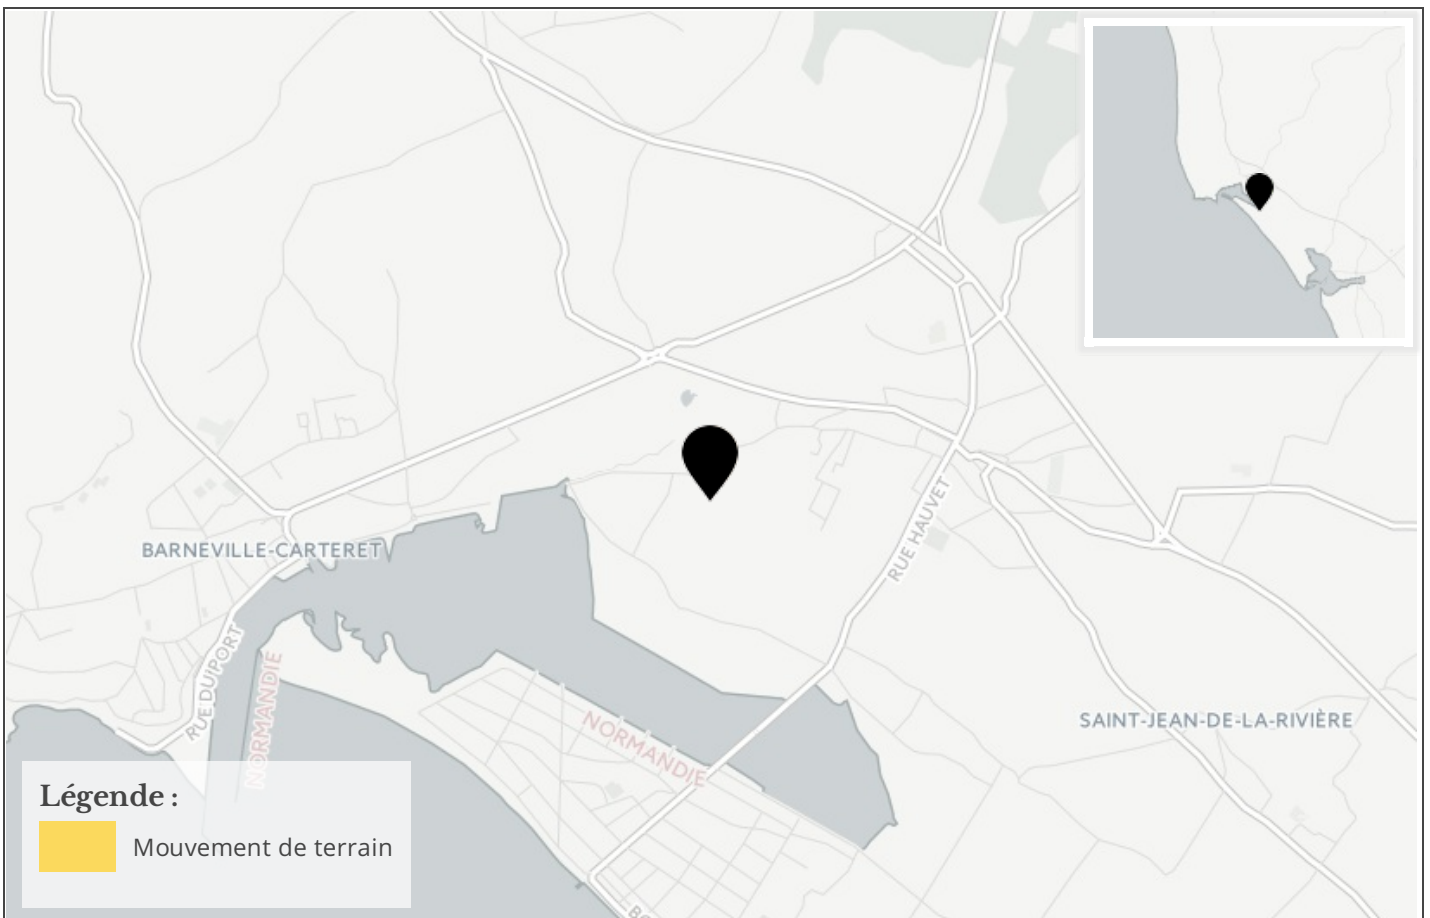 RUE HAUVET
BARNEVILLE-CARTERET
RUE DU PORT
NORMANDIE
NORMANDIE
SAINT-JEAN-DE-LA-RIVIÈRE
Légende :
Mouvement de terrain